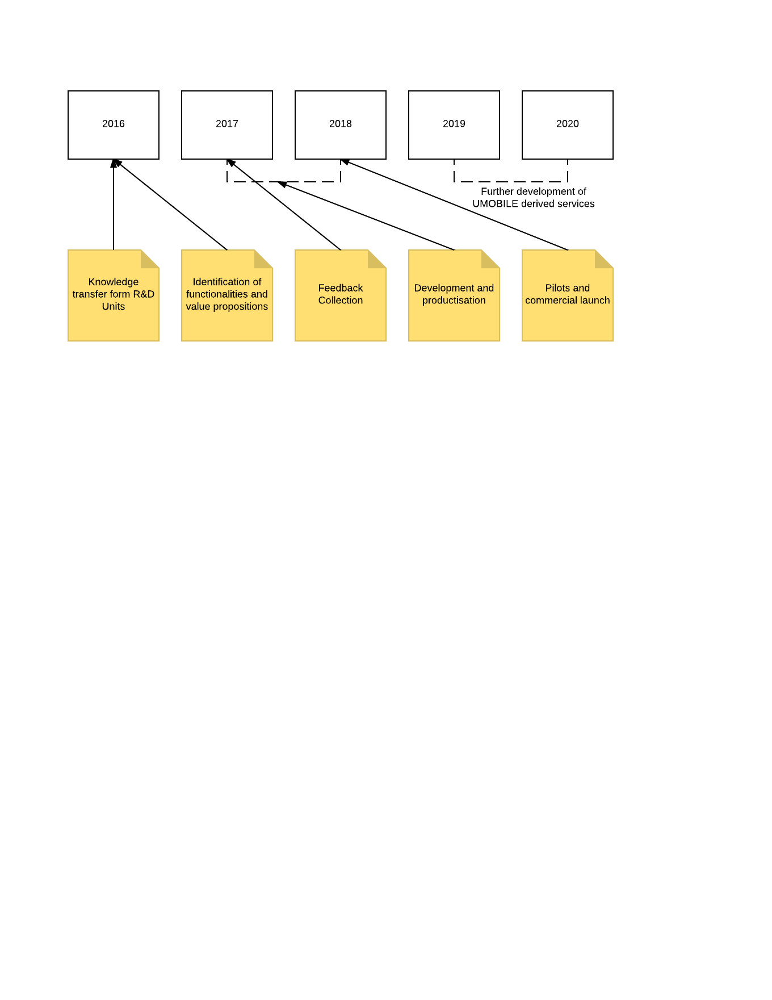 2016
2017
2018
2019
2020
Further development of
UMOBILE derived services
Knowledge
transfer form R&D
Units
Identification of
functionalities and
value propositions
Feedback
Collection
Development and
productisation
Pilots and
commercial launch